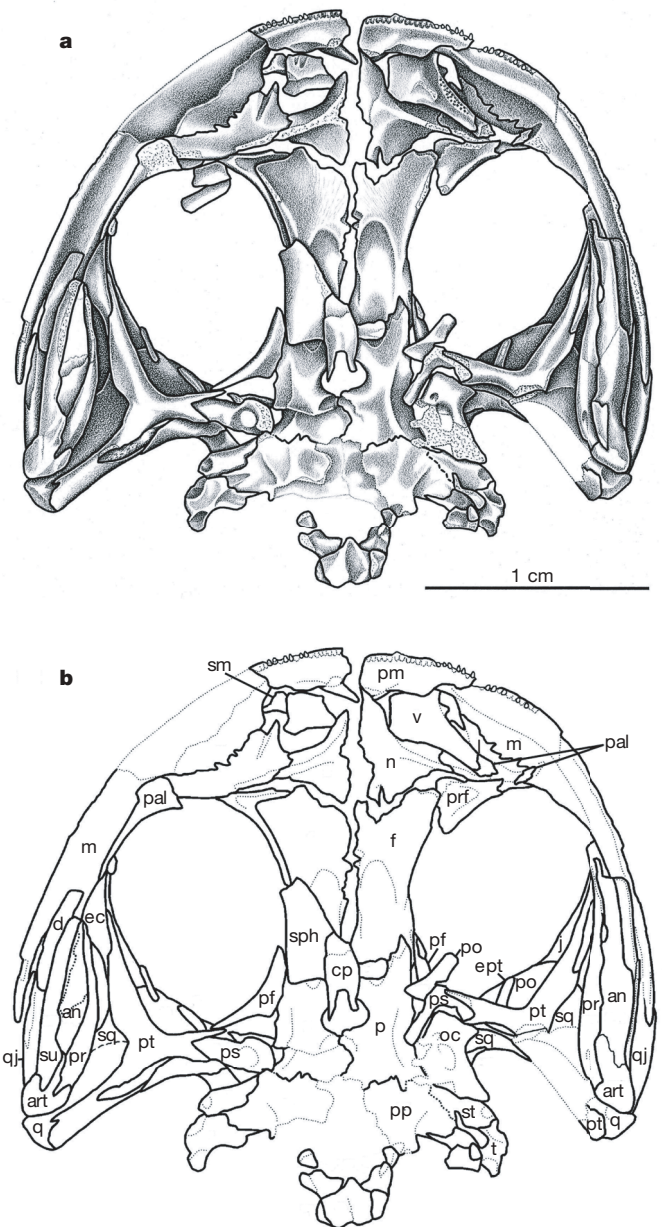 a
1 cm
b
sm
pm
v
m
pal
n
pal
prf
m
f
d
ec
sph
cp
pf
po
j
ept
po
an
pf
ps
pt
sq
pr
an
p
oc
sq
qj
su
pr
sq
pt
ps
qj
art
art
q
pp
st
pt
q
t